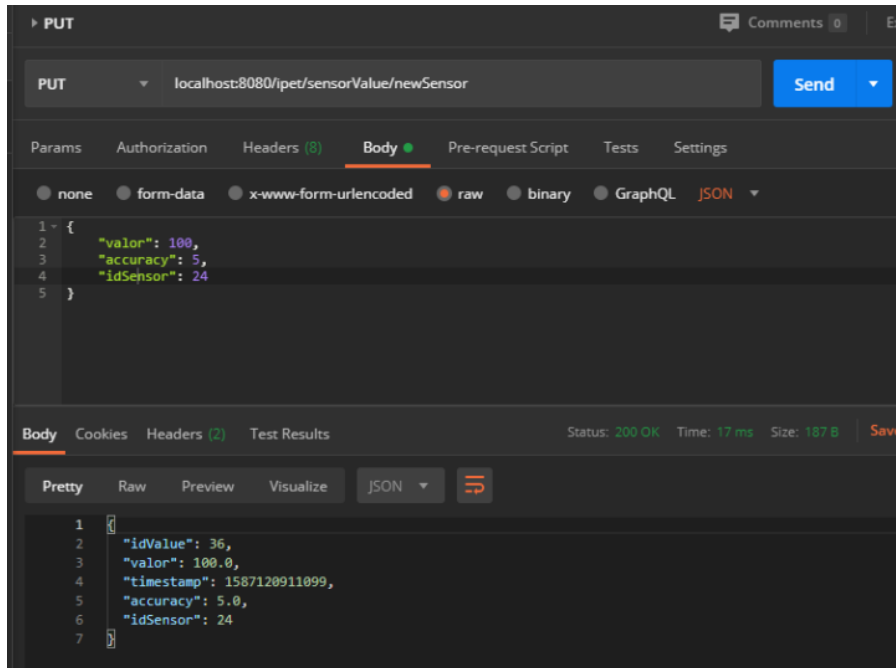 PUT
Comments 0
PUT localhost:8080/ipet/sensorValue/newSensor Send
Params Authorization Headers (8) Body Pre-request Script Tests Settings
none form-data x-www-form-urlencoded raw binary GraphQL JSON
1 {
2 "valor": 100,
3 "accuracy": 5,
4 "idSensor": 24
5 }
Body Cookies Headers (2) Test Results Status: 200 OK Time: 17 ms Size: 187 B Save
Pretty Raw Preview Visualize JSON
1 {
2 "idValue": 36,
3 "valor": 100.0,
4 "timestamp": 1587120911099,
5 "accuracy": 5.0,
6 "idSensor": 24
7 }